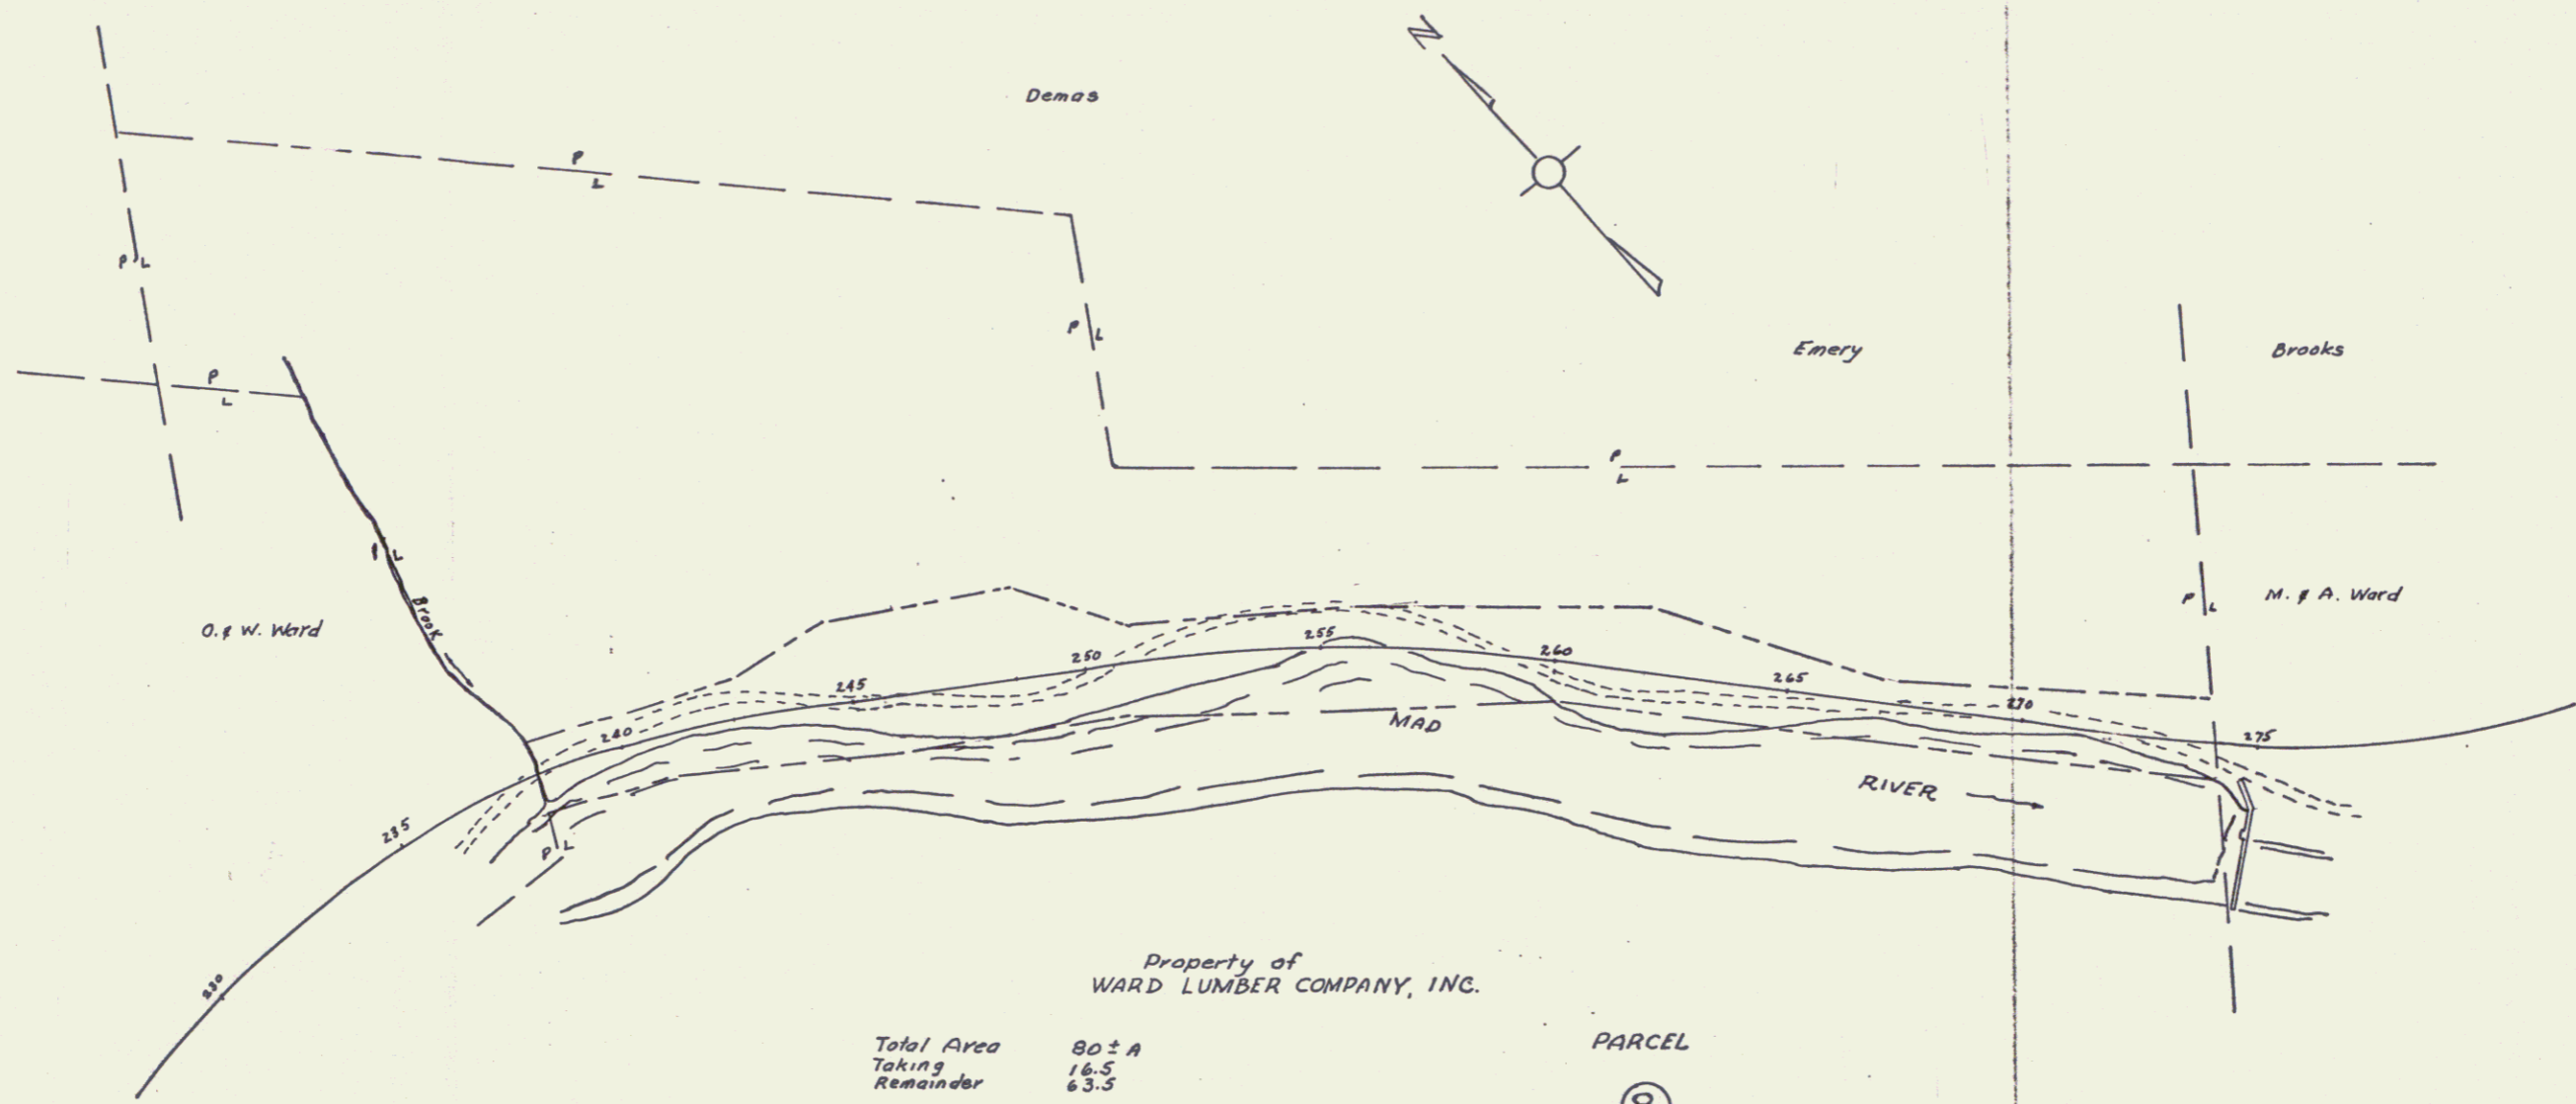 N
Demas
P
L
P L
P L
P
L
Emery
Brooks
P
L
L
Brook
O. & W. Ward
P L
M. & A. Ward
230
235
240
245
250
255
260
265
270
275
MAD
RIVER
P L
Property of
WARD LUMBER COMPANY, INC.
Total Area 80 ± A
Taking 16.5
Remainder 63.5
PARCEL